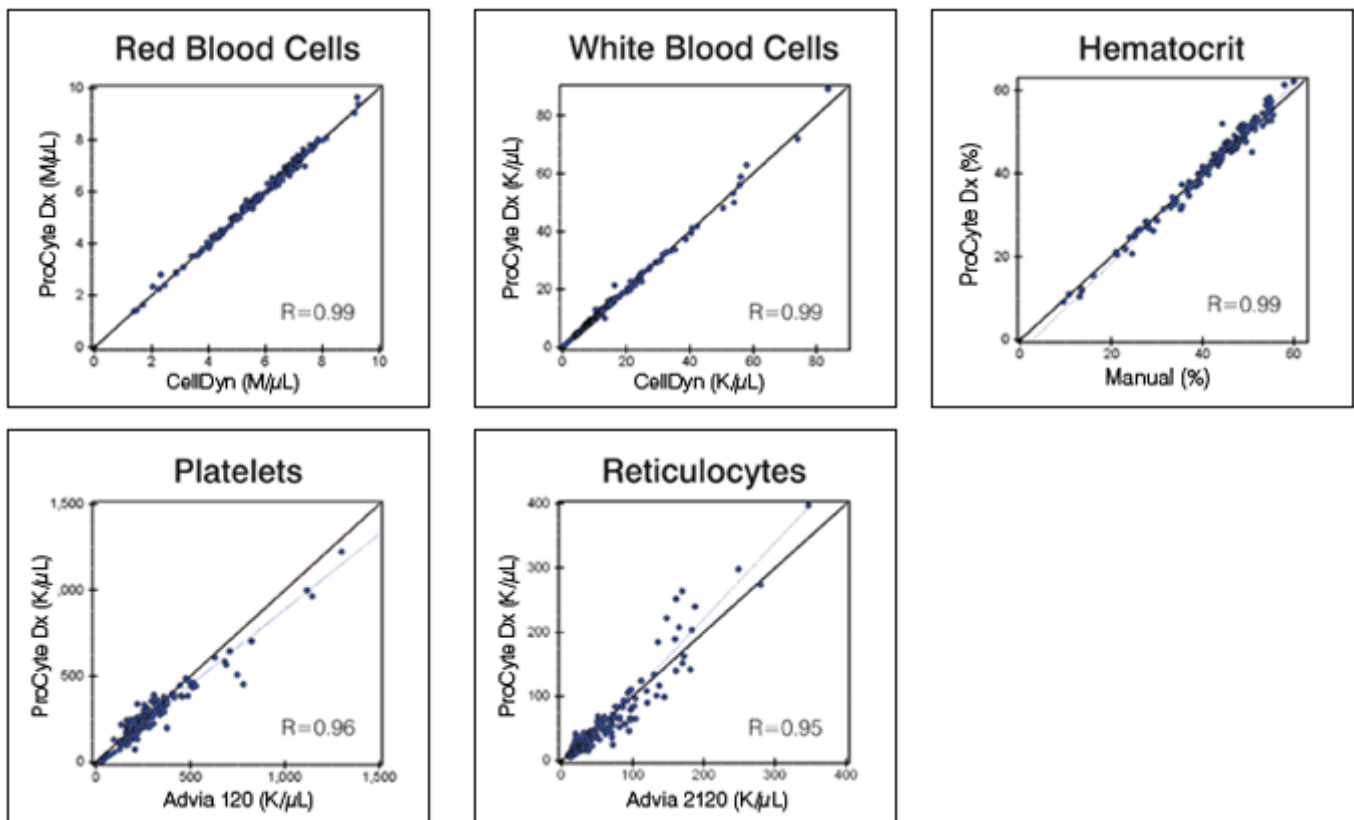 Red Blood Cells
10
8
6
4
2
0
ProCyte Dx (M/µL)
R=0.99
0 2 4 6 8 10
CellDyn (M/µL)
White Blood Cells
80
60
40
20
0
ProCyte Dx (K/µL)
R=0.99
0 20 40 60 80
CellDyn (K/µL)
Hematocrit
60
40
20
0
ProCyte Dx (%)
R=0.99
0 20 40 60
Manual (%)
Platelets
1,500
,000
500
0
ProCyte Dx (K/µL)
R=0.96
0 500 1,000 1,500
Advia 120 (K/µL)
Reticulocytes
400
300
200
100
0
ProCyte Dx (K/µL)
R=0.95
0 100 200 300 400
Advia 2120 (K/µL)